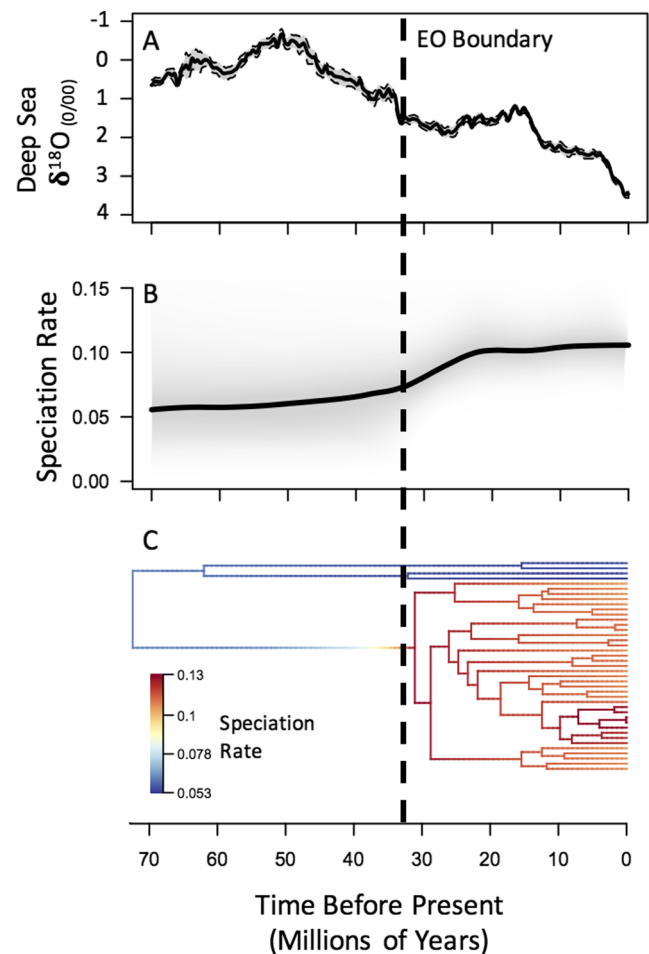 A
EO Boundary
-1
0
1
2
3
4
Deep Sea
δ18O (0/00)
B
0.15
0.10
0.05
0.00
Speciation Rate
C
0.13
0.1
0.078
0.053
Speciation
Rate
70 60 50 40 30 20 10 0
Time Before Present
(Millions of Years)